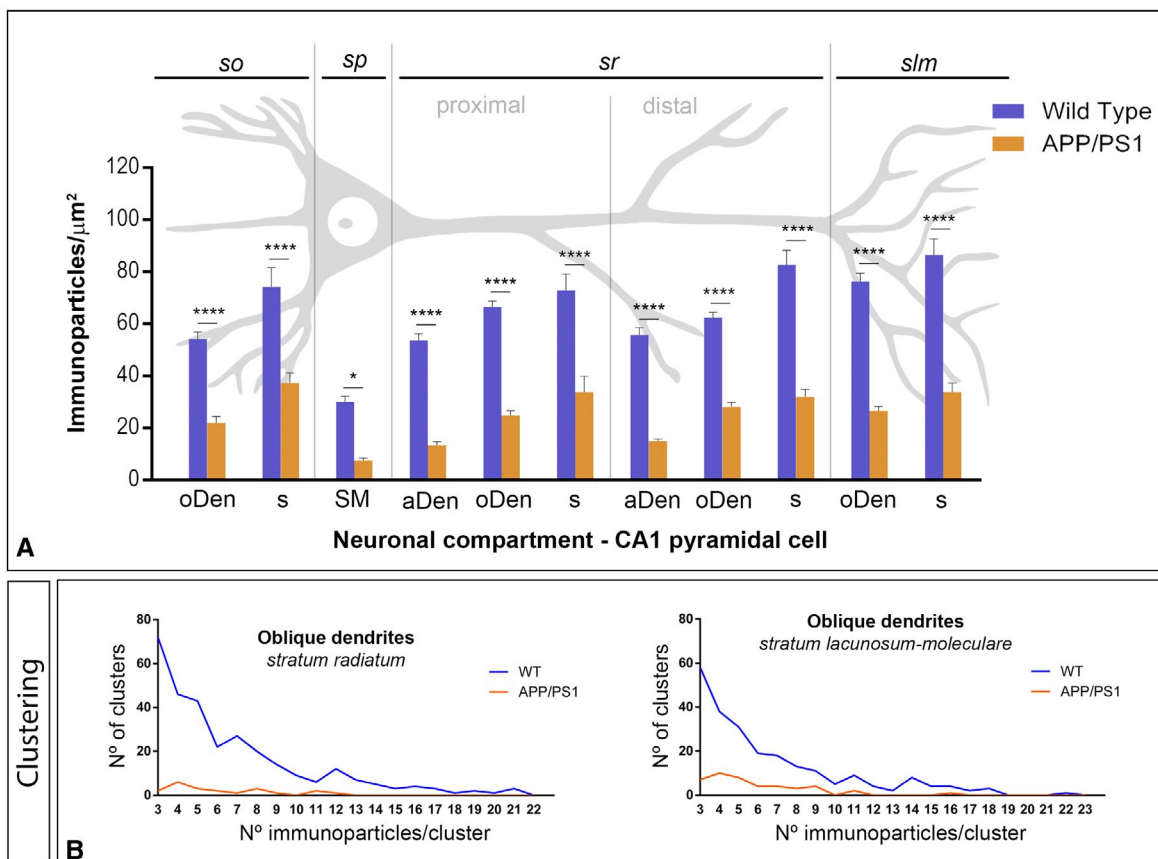 so sp sr slm
proximal distal
Wild Type
APP/PS1
Immunoparticles/µm²
120
100
80
60
40
20
0
**** **** * **** **** **** **** **** **** **** ****
oDen s SM aDen oDen s aDen oDen s oDen s
Neuronal compartment - CA1 pyramidal cell
A
Clustering
Oblique dendrites
stratum radiatum
WT
APP/PS1
Nº of clusters
80
60
40
20
0
3 4 5 6 7 8 9 10 11 12 13 14 15 16 17 18 19 20 21 22
Nº immunoparticles/cluster
Oblique dendrites
stratum lacunosum-moleculare
WT
APP/PS1
Nº of clusters
80
60
40
20
0
3 4 5 6 7 8 9 10 11 12 13 14 15 16 17 18 19 20 21 22 23
Nº immunoparticles/cluster
B